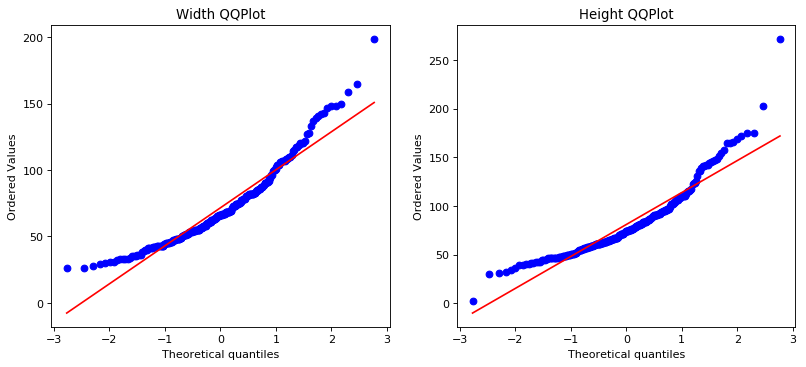 Width QQPlot
Ordered Values
200
150
100
50
0
−3 −2 −1 0 1 2 3
Theoretical quantiles
Height QQPlot
Ordered Values
250
200
150
100
50
0
−3 −2 −1 0 1 2 3
Theoretical quantiles